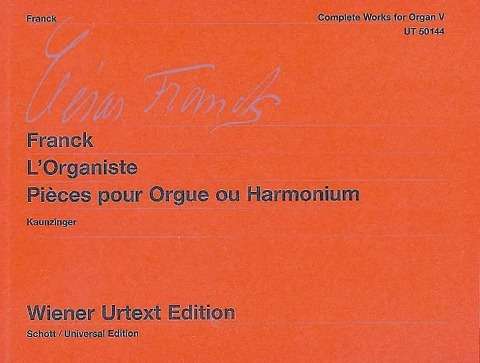 Franck Complete Works for Organ V
UT 50144
César Franck
Franck
L'Organiste
Pièces pour Orgue ou Harmonium
Kaunzinger
Wiener Urtext Edition
Schott / Universal Edition